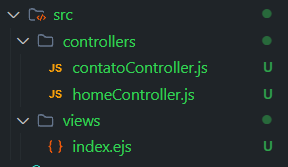 src
controllers
JS contatoController.js U
JS homeController.js U
views
{ } index.ejs U